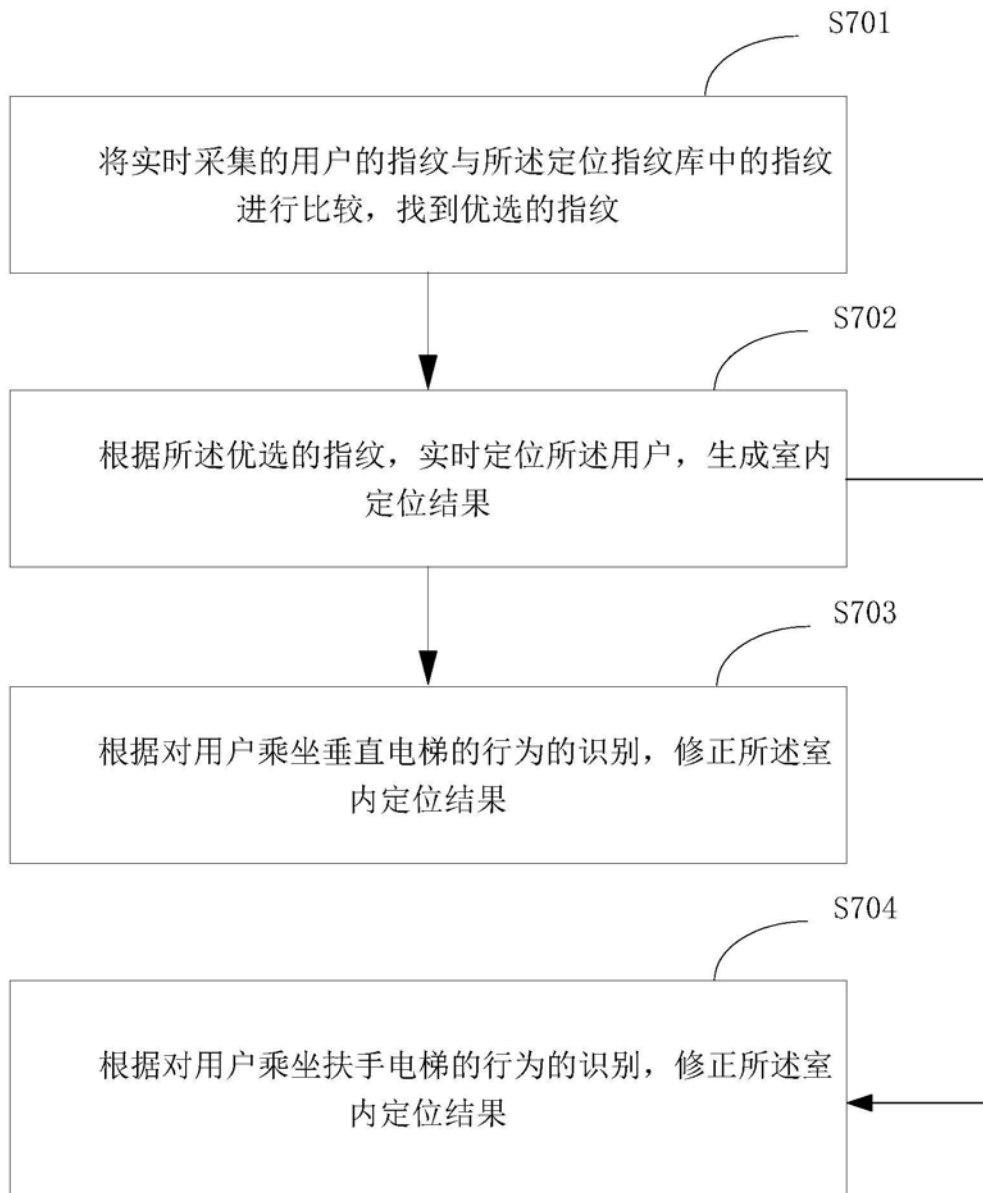 S701
将实时采集的用户的指纹与所述定位指纹库中的指纹
进行比较，找到优选的指纹
S702
根据所述优选的指纹，实时定位所述用户，生成室内
定位结果
S703
根据对用户乘坐垂直电梯的行为的识别，修正所述室
内定位结果
S704
根据对用户乘坐扶手电梯的行为的识别，修正所述室
内定位结果